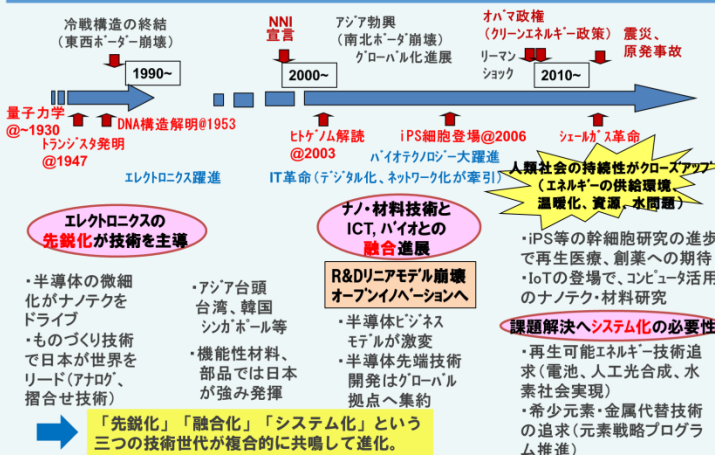 冷戦構造の終結
(東西ボーダー崩壊)
NNI
宣言
アジア勃興
(南北ボーダ崩壊)
グローバル化進展
オバマ政権
(クリーンエネルギー政策)
震災、
原発事故
リーマン
ショック
1990~
2000~
2010~
量子力学
@~1930
トランジスタ発明
@1947
DNA構造解明@1953
ヒトゲノム解読
@2003
iPS細胞登場@2006
シェールガス革命
バイオテクノロジー大躍進
エレクトロニクス躍進
IT革命(デジタル化、ネットワーク化が牽引)
人類社会の持続性がクローズアップ
(エネルギーの供給環境、
温暖化、資源、水問題)
エレクトロニクスの
先鋭化が技術を主導
ナノ・材料技術と
ICT, バイオとの
融合進展
・iPS等の幹細胞研究の進歩
で再生医療、創薬への期待
・IoTの登場で、コンピュータ活用
のナノテク・材料研究
R&Dリニアモデル崩壊
オープンイノベーションへ
・半導体の微細
化がナノテクを
ドライブ
・ものづくり技術
で日本が世界を
リード(アナログ、
摺合せ技術)
・アジア台頭
台湾、韓国
シンガポール等
・機能性材料、
部品では日本
が強み発揮
・半導体ビジネス
モデルが激変
・半導体先端技術
開発はグローバル
拠点へ集約
課題解決へシステム化の必要性
・再生可能エネルギー技術追
求(電池、人工光合成、水
素社会実現)
・希少元素・金属代替技術
の追求(元素戦略プログラ
ム推進)
「先鋭化」「融合化」「システム化」という
三つの技術世代が複合的に共鳴して進化。